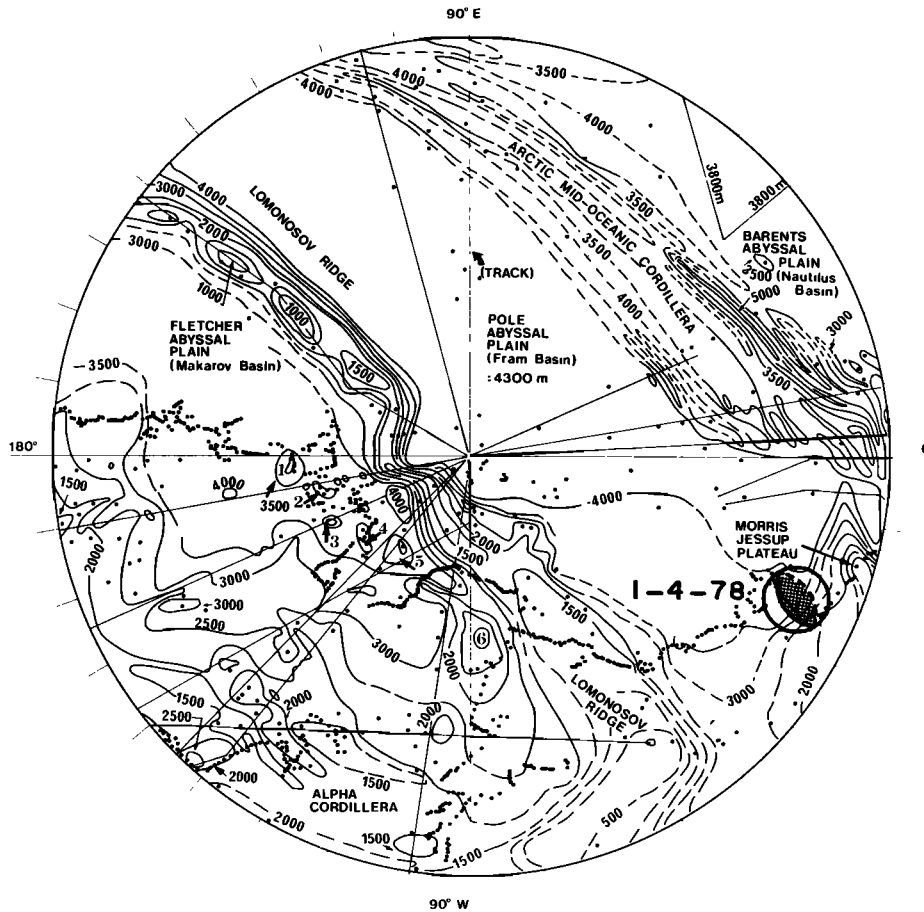 90° E
3500
4000
4000
4000
ARCTIC MID-OCEANIC CORDILLERA
3500
3800m
3800m
3000
4000
2000
3000
1000
LOMONOSOV RIDGE
3500
BARENTS
ABYSSAL
PLAIN
(Nautilus
Basin)
3500
5000
(TRACK)
4000
1000
FLETCHER
ABYSSAL
PLAIN
(Makarov Basin)
POLE
ABYSSAL
PLAIN
(Fram Basin)
:4300 m
3000
1500
3500
3500
180°
1
4000
3500
2
1500
2000
3
4
5
4000
MORRIS
JESSUP
PLATEAU
2000
1500
3000
1-4-78
3000
2500
1500
6
3000
2000
3000
2000
LOMONOSOV
RIDGE
1500
2000
2500
2000
2000
1500
ALPHA
CORDILLERA
500
2000
1500
1500
90° W